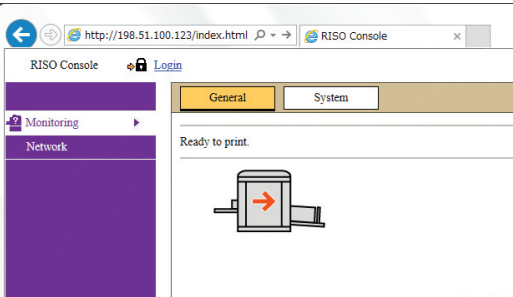 http://198.51.100.123/index.html
RISO Console
RISO Console
Login
General
System
Monitoring
Network
Ready to print.